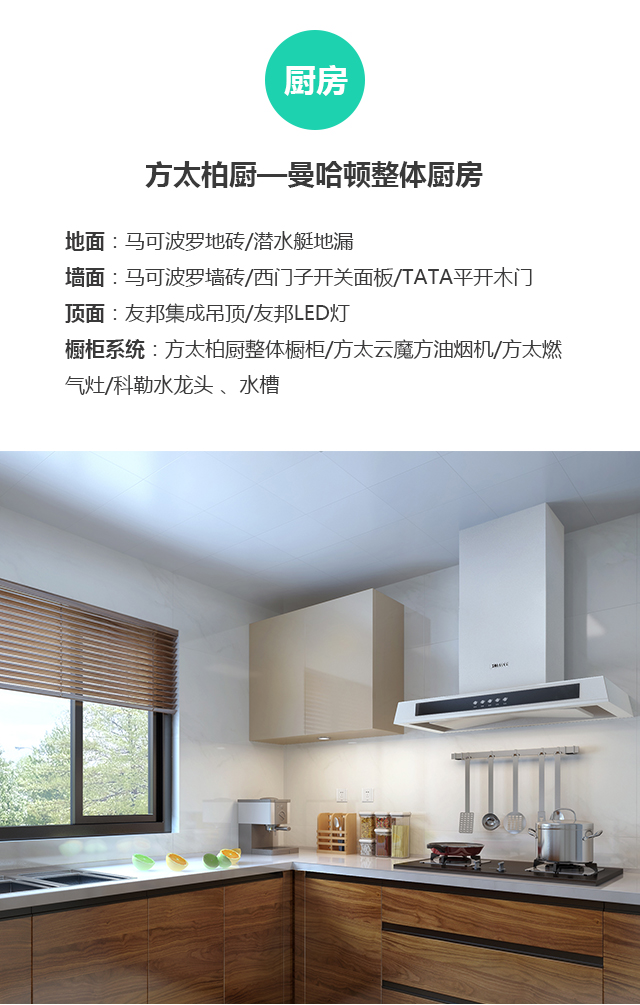 厨房
方太柏厨—曼哈顿整体厨房
地面：马可波罗地砖/潜水艇地漏
墙面：马可波罗墙砖/西门子开关面板/TATA平开木门
顶面：友邦集成吊顶/友邦LED灯
橱柜系统：方太柏厨整体橱柜/方太云魔方油烟机/方太燃
气灶/科勒水龙头 、水槽